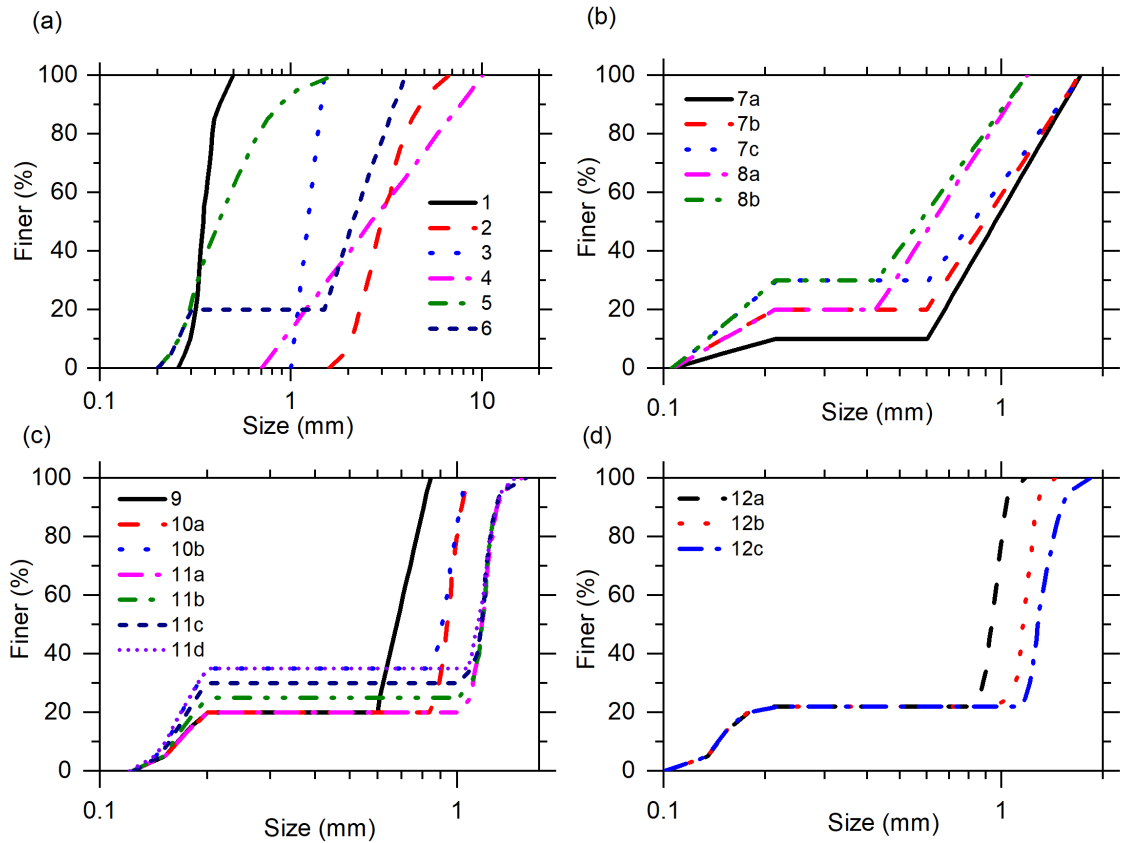 (a)
100
80
60
40
20
0
Finer (%)
0.1
1
10
Size (mm)
1
2
3
4
5
6
(b)
100
80
60
40
20
0
Finer (%)
0.1
1
Size (mm)
7a
7b
7c
8a
8b
(c)
100
80
60
40
20
0
Finer (%)
0.1
1
Size (mm)
9
10a
10b
11a
11b
11c
11d
(d)
100
80
60
40
20
0
Finer (%)
0.1
1
Size (mm)
12a
12b
12c